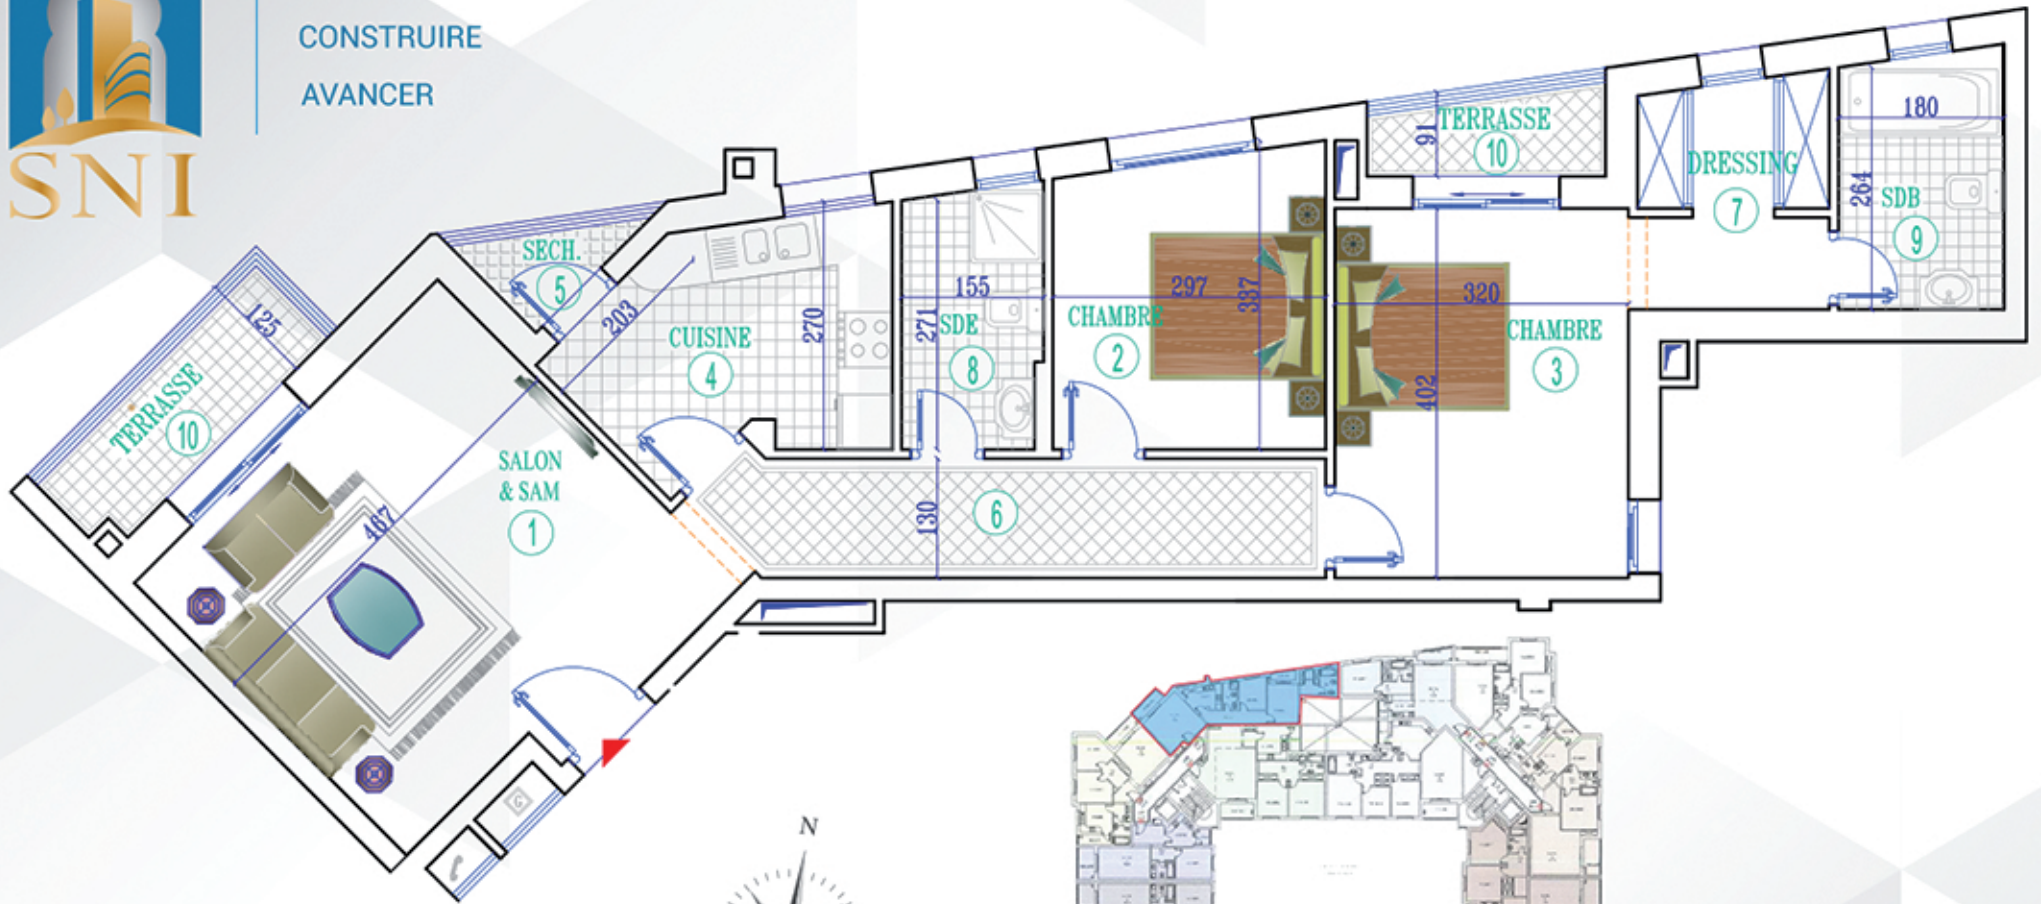 CONSTRUIRE
AVANCER
SNI
TERRASSE
10
125
SALON
& SAM
1
467
SECH.
5
203
CUISINE
4
270
155
271
SDE
8
130
6
297
337
CHAMBRE
2
320
402
CHAMBRE
3
91
TERRASSE
10
DRESSING
7
180
264
SDB
9
G
N